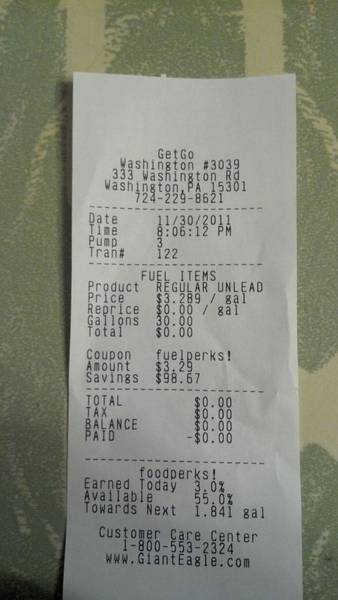 GetGo
Washington #3039
333 Washington Rd
Washington,PA 15301
724-229-8621
Date 11/30/2011
Time 8:06:12 PM
Pump 3
Tran# 122
FUEL ITEMS
Product REGULAR UNLEAD
Price $3.289 / gal
Reprice $0.00 / gal
Gallons 30.00
Total $0.00
Coupon fuelperks!
Amount $3.29
Savings $98.67
TOTAL $0.00
TAX $0.00
BALANCE $0.00
PAID -$0.00
foodperks!
Earned Today 3.0%
Available 55.0%
Towards Next 1.841 gal
Customer Care Center
1-800-553-2324
www.GiantEagle.com